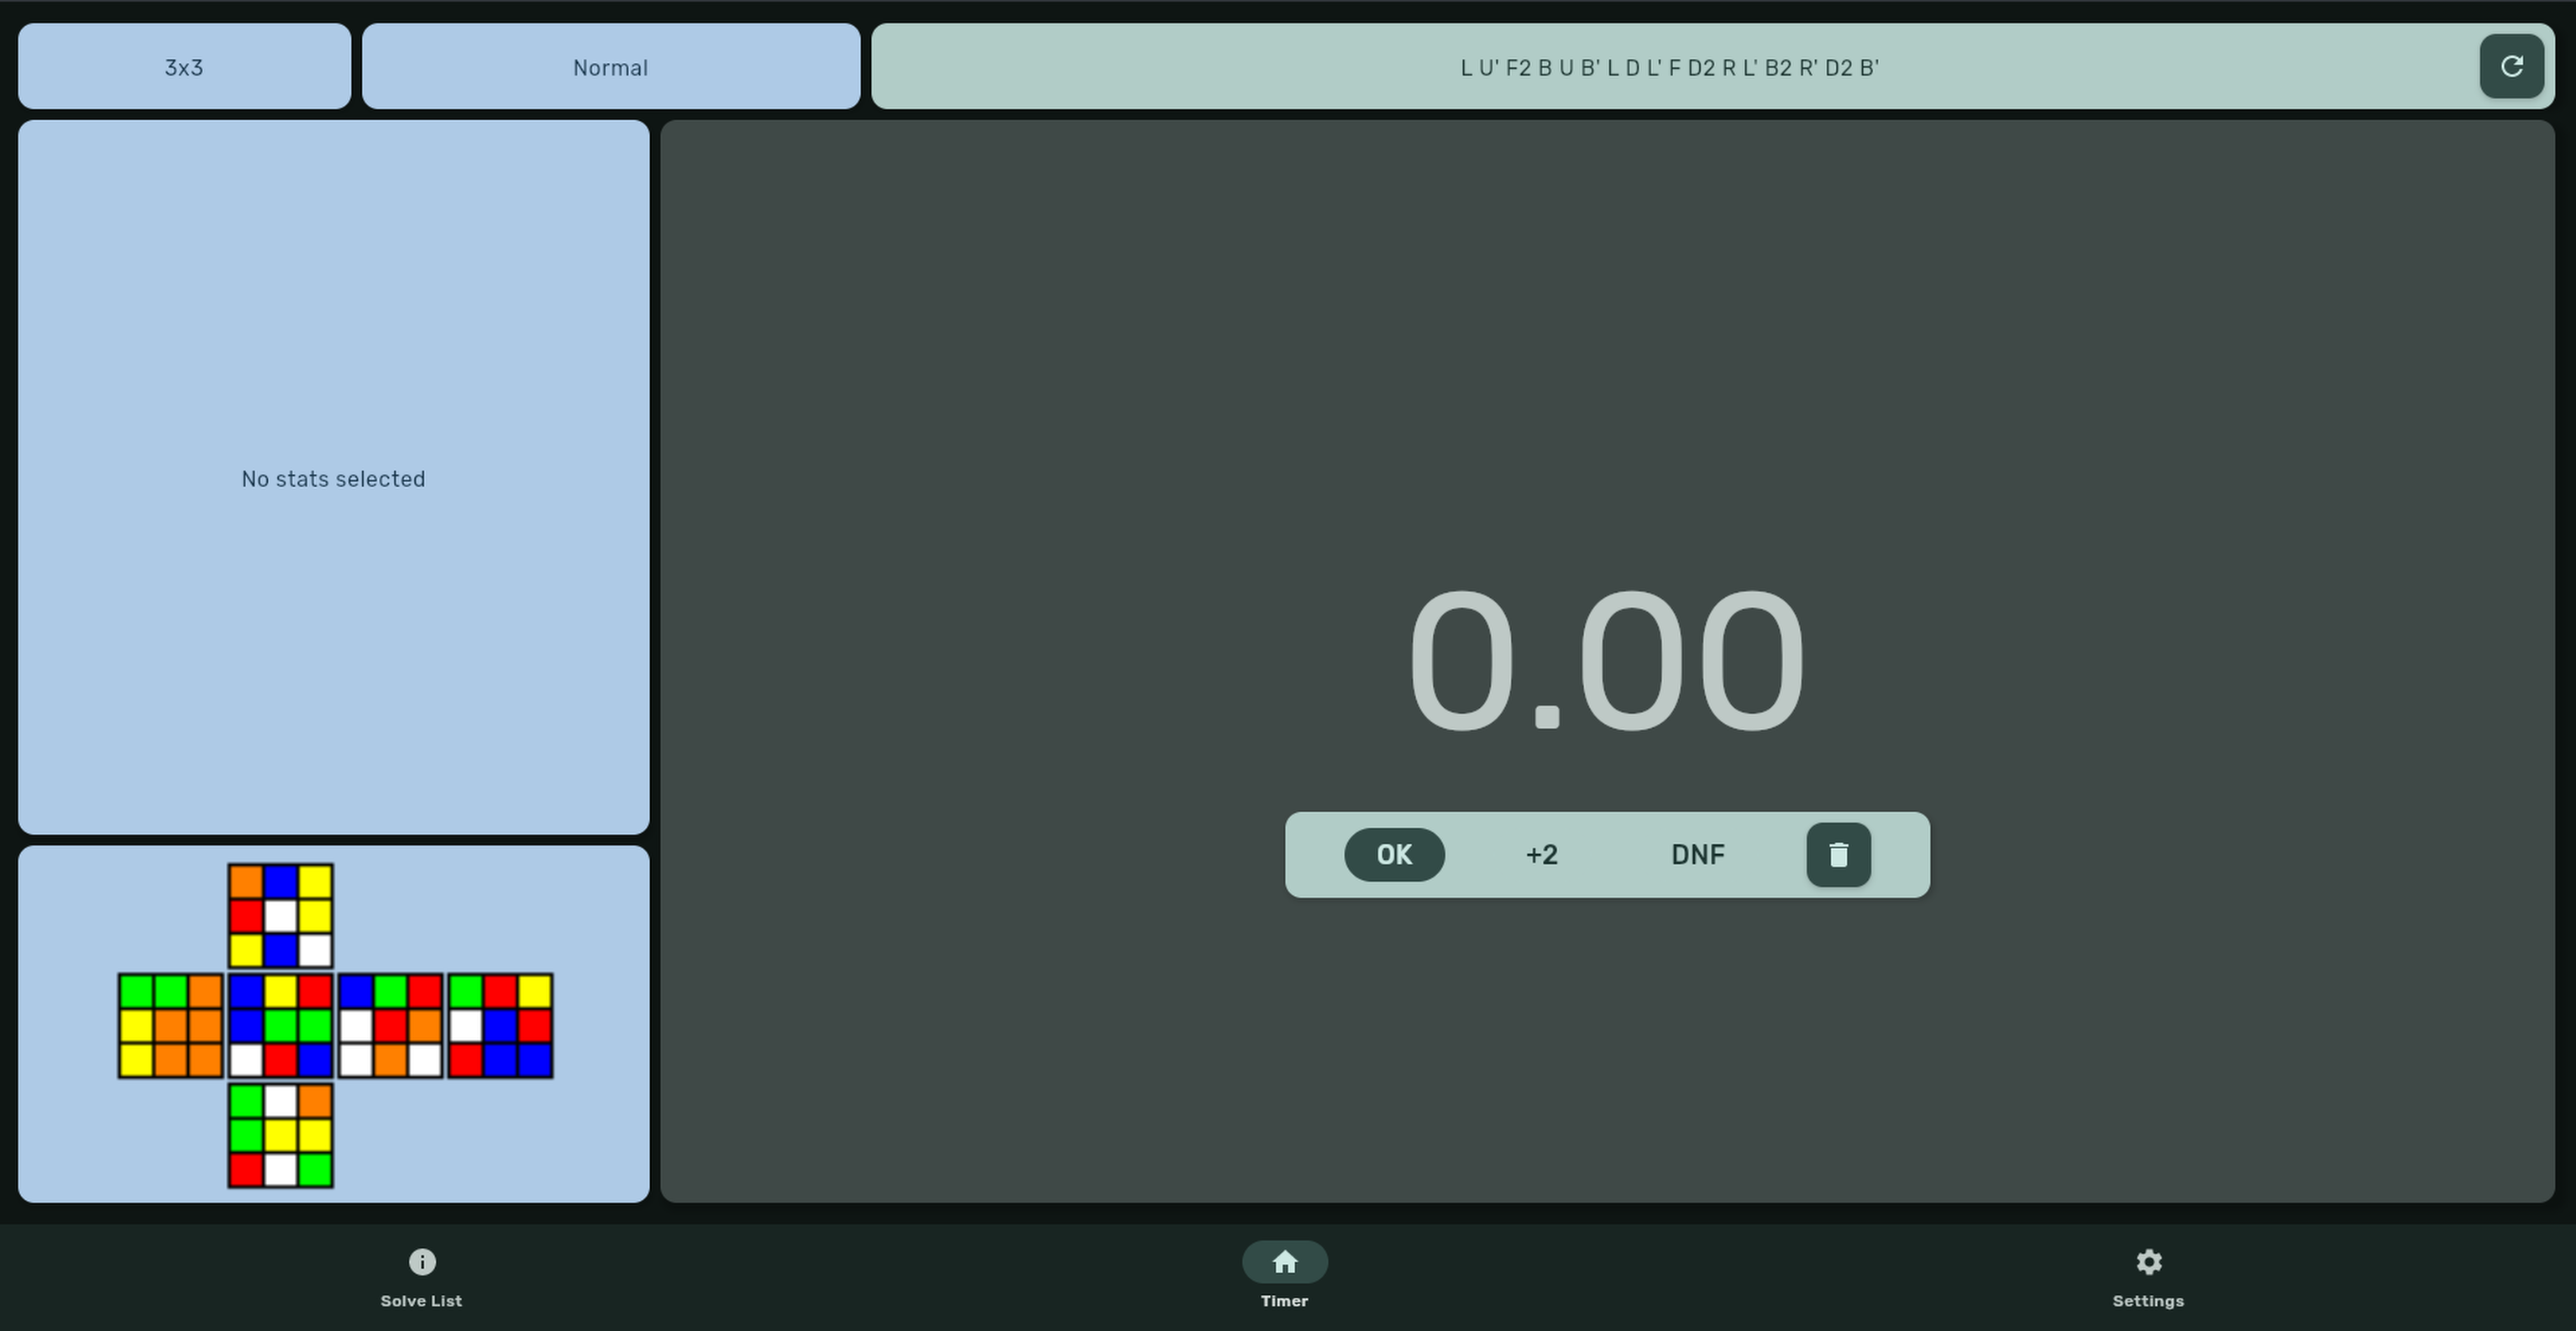 3x3
Normal
L U' F2 B U B' L D L' F D2 R L' B2 R' D2 B'
No stats selected
0.00
OK
+2
DNF
Solve List
Timer
Settings